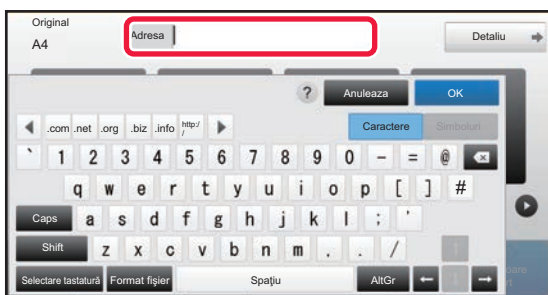 Original
A4
Adresa
Detaliu
? Anuleaza OK
.com .net .org .biz .info http:/
/
Caractere Simboluri
` 1 2 3 4 5 6 7 8 9 0 - = @
q w e r t y u i o p [ ] #
Caps a s d f g h j k l ; '
Shift z x c v b n m , . /
Selectare tastatură Format fişier Spaţiu AltGr